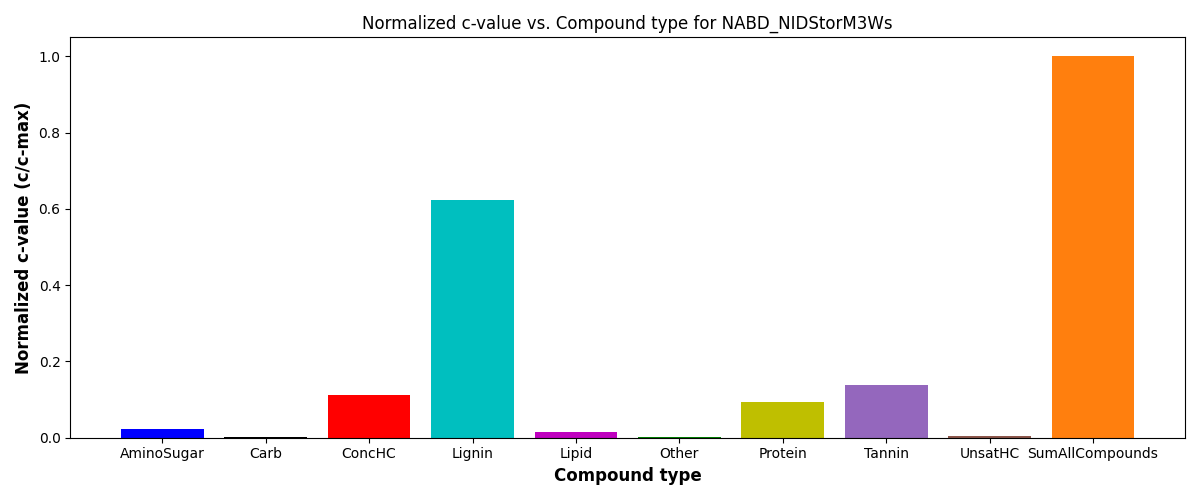 Normalized c-value vs. Compound type for NABD_NIDStorM3Ws
Normalized c-value (c/c-max)
1.0
0.8
0.6
0.4
0.2
0.0
AminoSugar Carb ConcHC Lignin Lipid Other Protein Tannin UnsatHC SumAllCompounds
Compound type